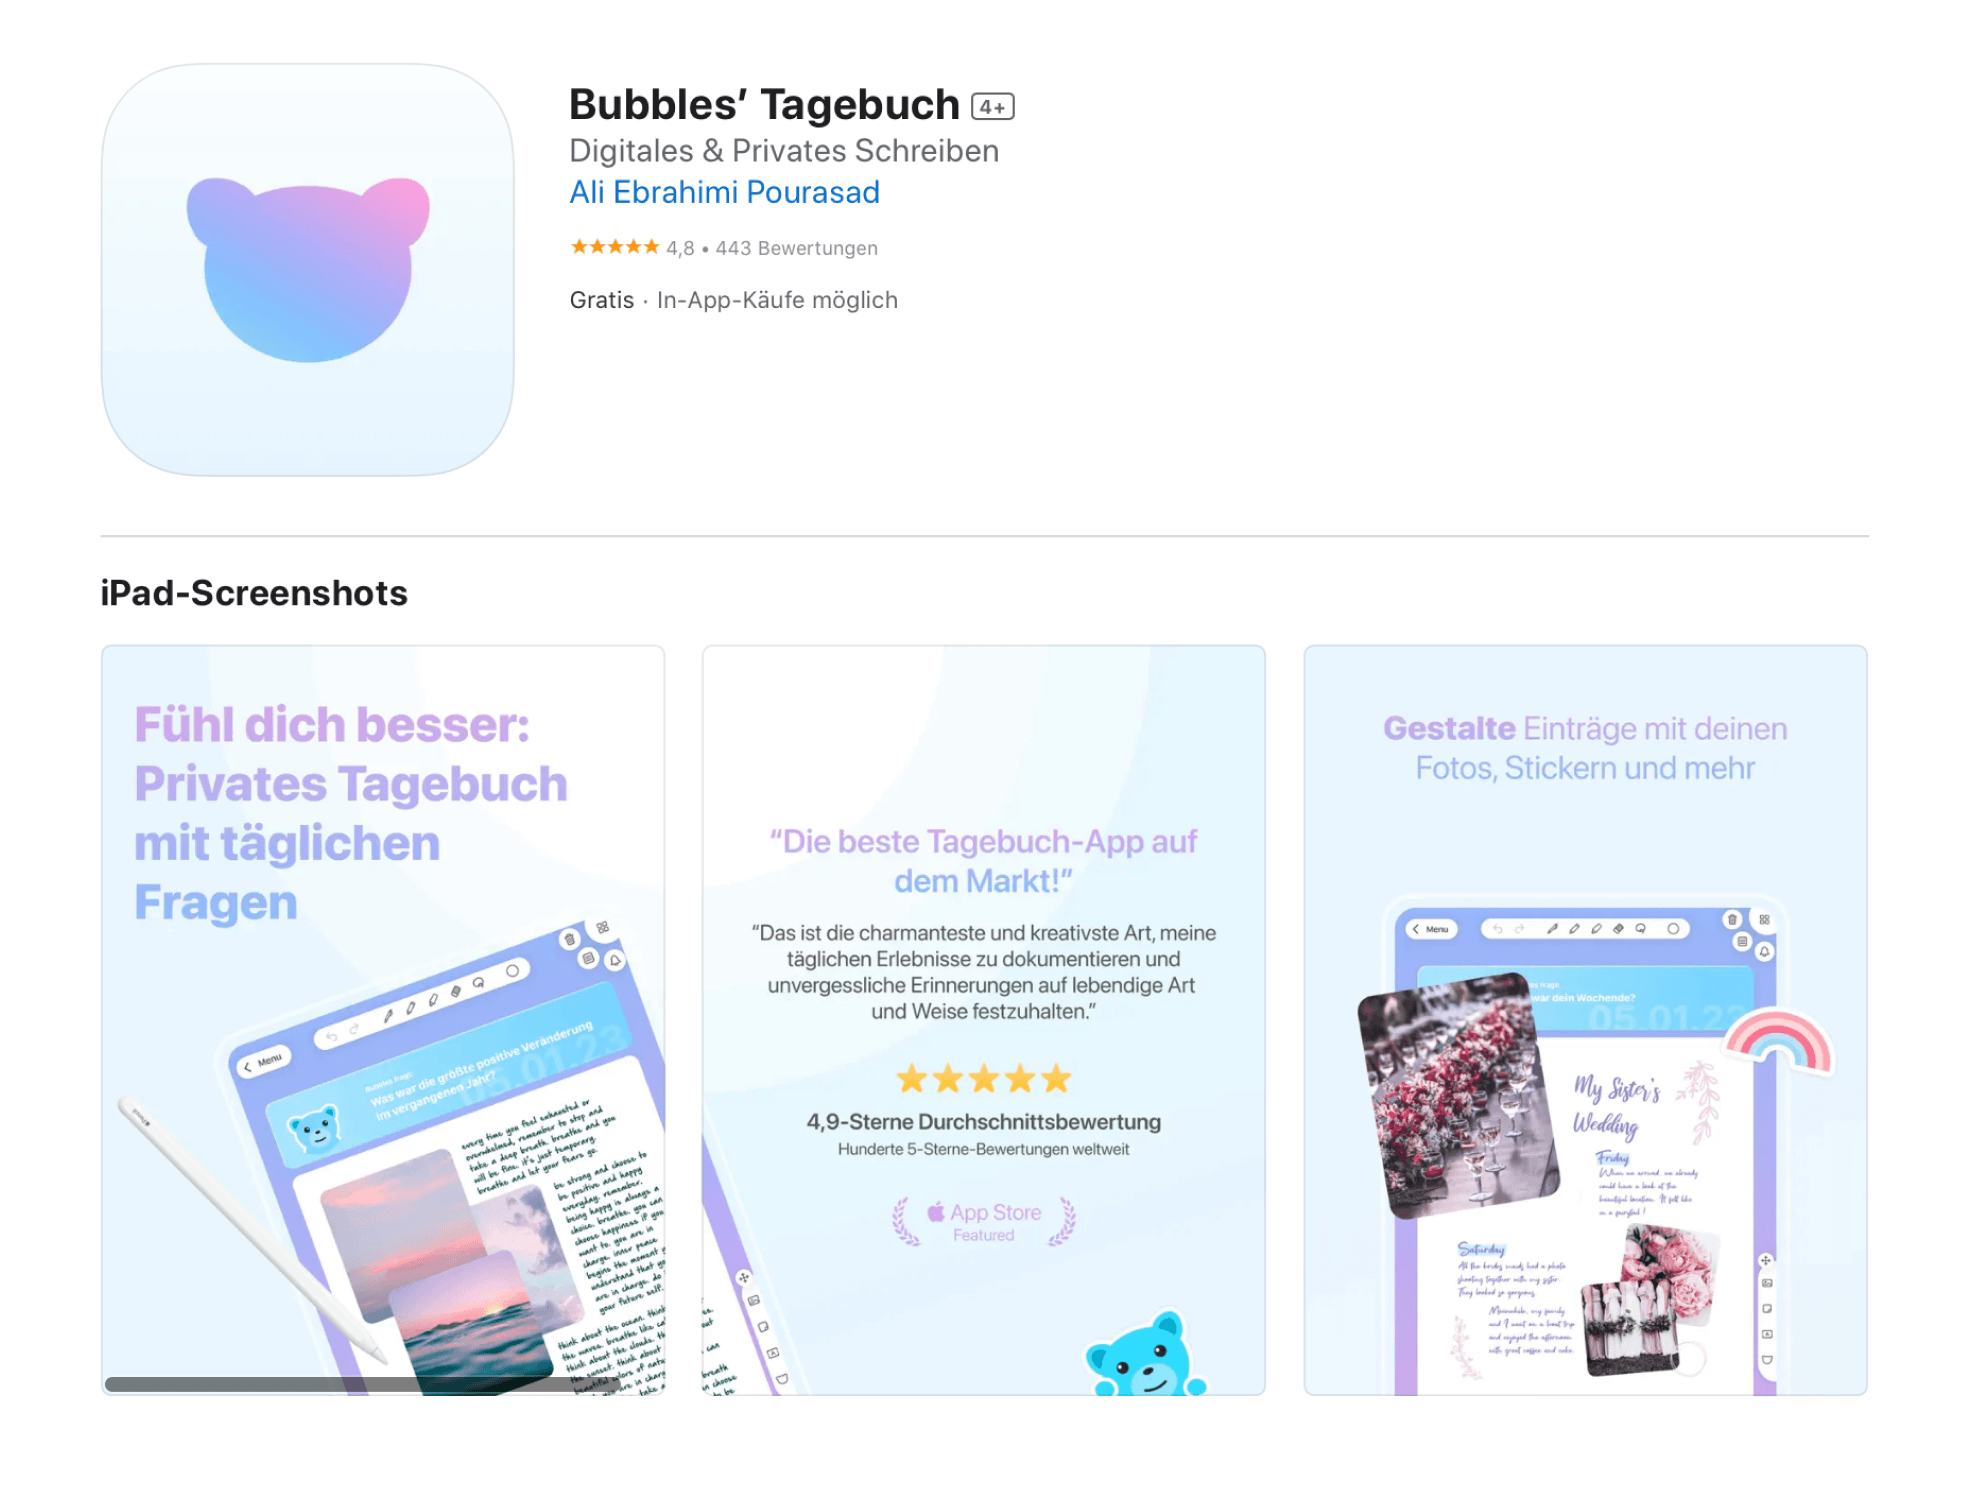 Bubbles’ Tagebuch 4+
Digitales & Privates Schreiben
Ali Ebrahimi Pourasad
4,8 • 443 Bewertungen
Gratis · In-App-Käufe möglich
iPad-Screenshots
Fühl dich besser:
Privates Tagebuch
mit täglichen
Fragen
Menu
Bubbles fragt:
Was war die größte positive Veränderung
im vergangenen Jahr?
05.01.23
every time you feel exhausted or
overwhelmed, remember to stop and
take a deep breath. breathe and you
will be fine. it's just temporary.
breathe and let your fears go.
be strong and choose to
be positive and happy
everyday. remember,
being happy is always a
choice. breathe, you can
choose happiness if you
want to. you are in
charge. inner peace
begins the moment y
understand that y
are in charge. do
your future self.
think about the ocean. think
the waves. breathe like ca
think about the clouds. th
the sunset. think about
beautiful colors of natu
“Die beste Tagebuch-App auf
dem Markt!”
“Das ist die charmanteste und kreativste Art, meine
täglichen Erlebnisse zu dokumentieren und
unvergessliche Erinnerungen auf lebendige Art
und Weise festzuhalten.”
4,9-Sterne Durchschnittsbewertung
Hunderte 5-Sterne-Bewertungen weltweit
App Store
Featured
Gestalte Einträge mit deinen
Fotos, Stickern und mehr
Menu
war dein Wochenende?
05.01.23
My Sister's
Wedding
Friday
When we arrived, we already
could have a look at the
beautiful location. It felt like
in a fairytail!
Saturday
All the brides maids had a photo
shooting together with my sister.
They looked so gorgeous.
Meanwhile, my family
and I went on a boat trip
and enjoyed the afternoon
with great coffee and cake.